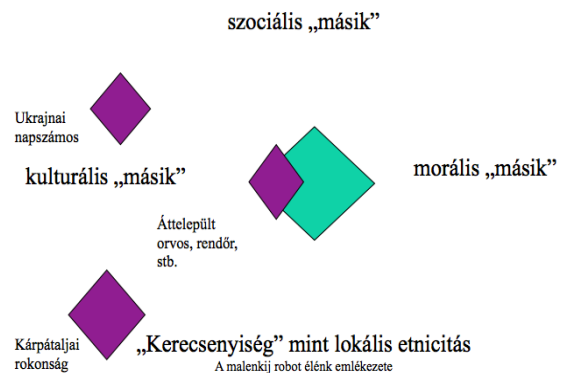 szociális „másik”
Ukrajnai
napszámos
kulturális „másik”
morális „másik”
Áttelepült
orvos, rendőr,
stb.
Kárpátaljai
rokonság
„Kerecsenyiség” mint lokális etnicitás
A malenkij robot élénk emlékezete